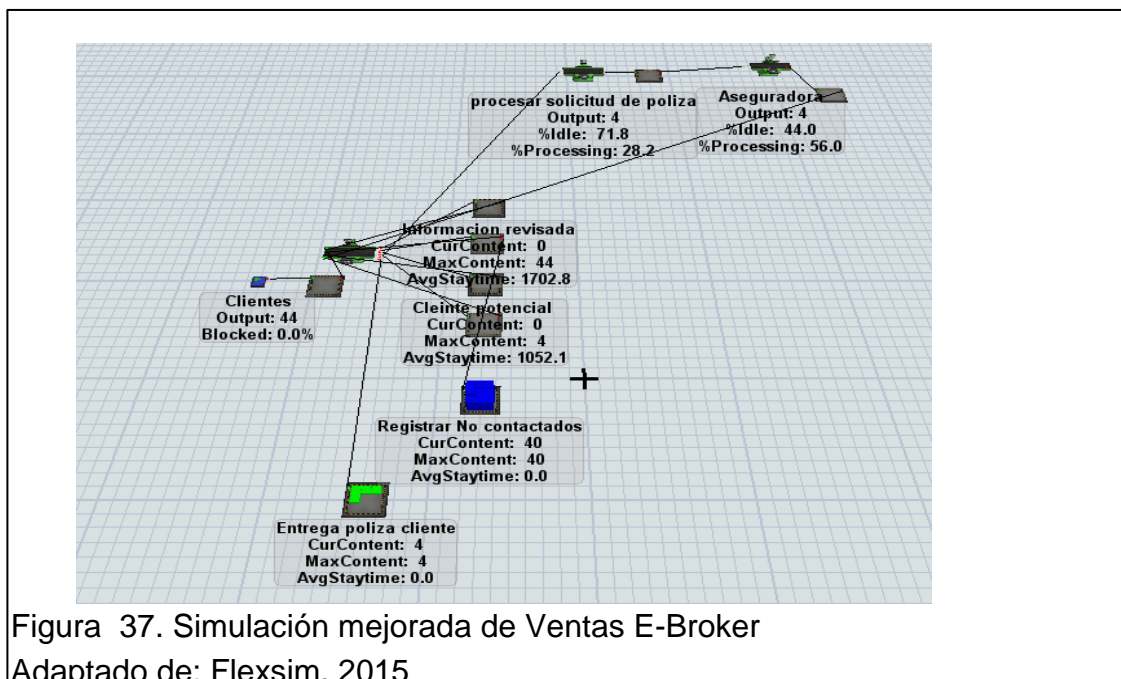 procesar solicitud de poliza
Output: 4
%Idle: 71.8
%Processing: 28.2
Aseguradora
Output: 4
%Idle: 44.0
%Processing: 56.0
Informacion revisada
CurContent: 0
MaxContent: 44
AvgStaytime: 1702.8
Clientes
Output: 44
Blocked: 0.0%
Cleinte potencial
CurContent: 0
MaxContent: 4
AvgStaytime: 1052.1
Registrar No contactados
CurContent: 40
MaxContent: 40
AvgStaytime: 0.0
Entrega poliza cliente
CurContent: 4
MaxContent: 4
AvgStaytime: 0.0
Figura 37. Simulación mejorada de Ventas E-Broker
Adaptado de: Flexsim, 2015